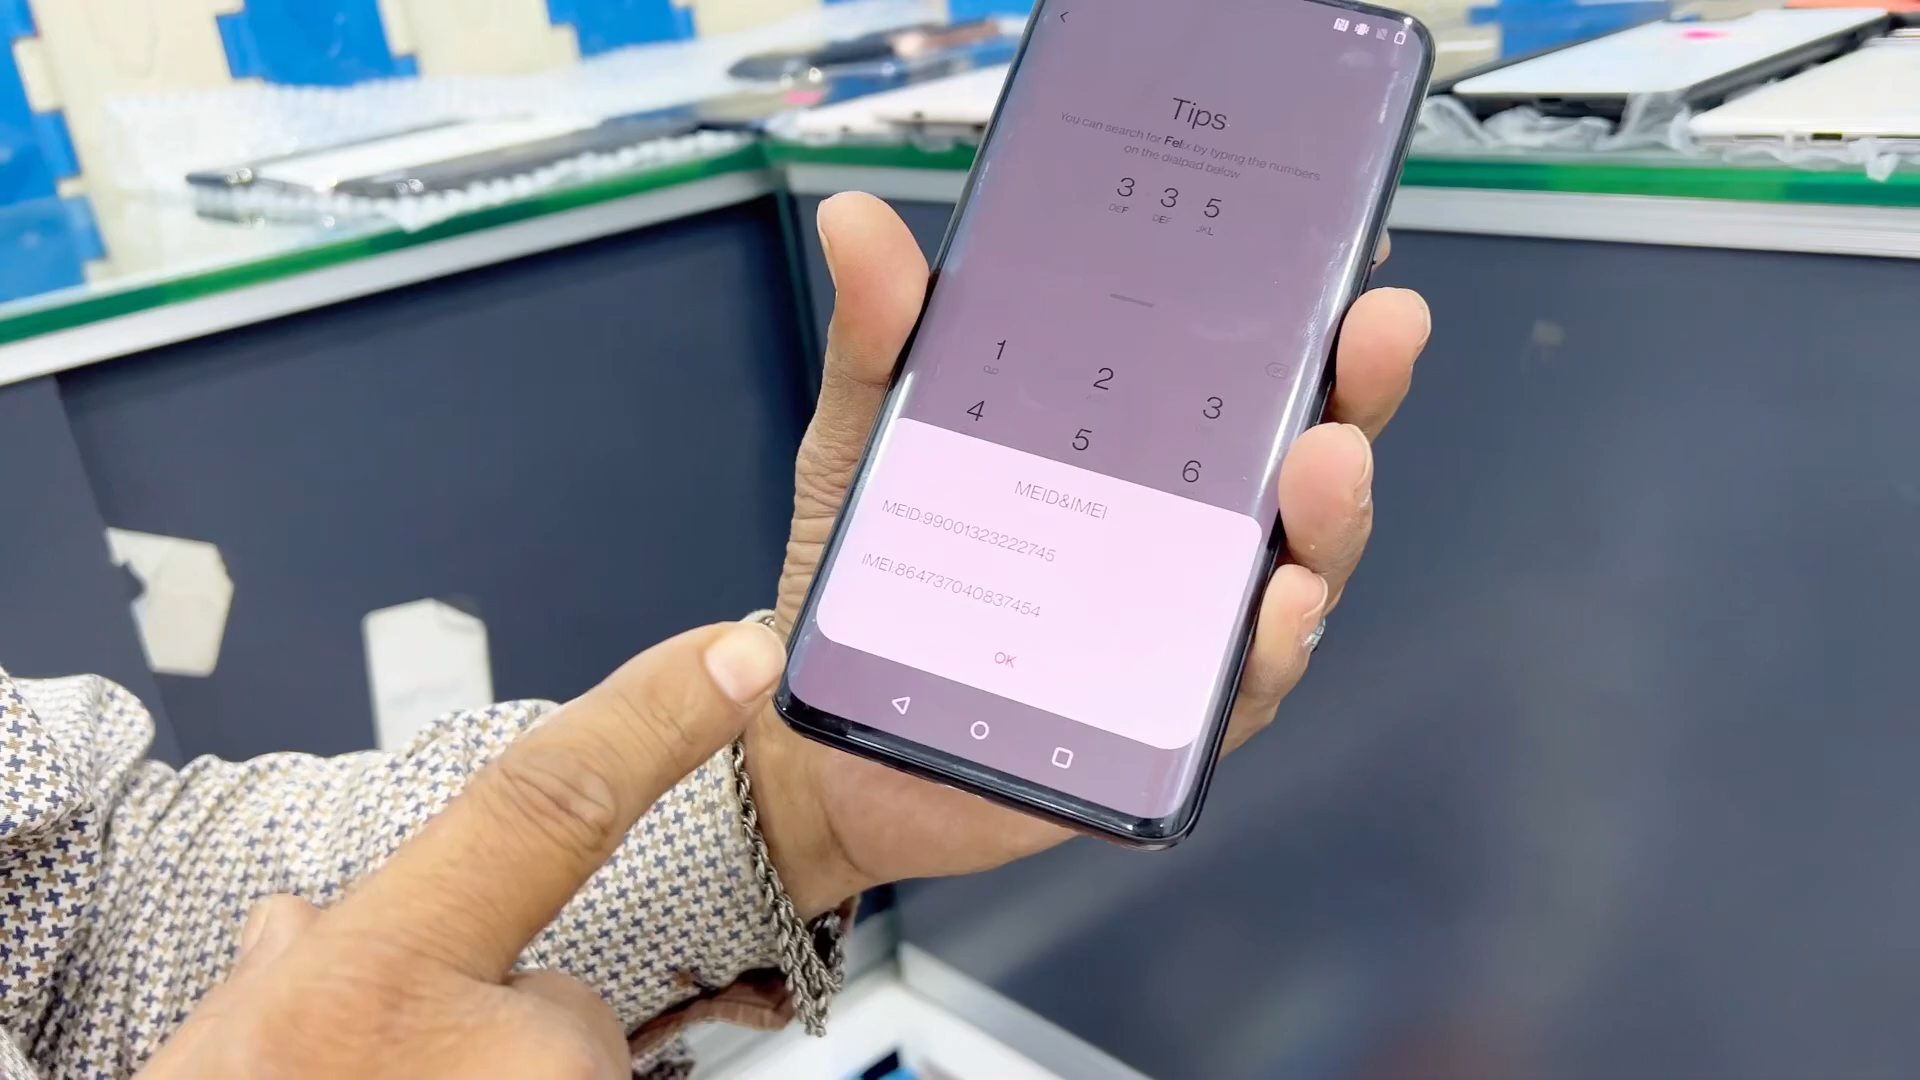 Tips
You can search for Felix by typing the numbers
on the dialpad below
3 3 5
DEF DEF JKL
1 2 3
4 5 6
MEID&IMEI
MEID:99001323222745
IMEI:864737040837454
OK